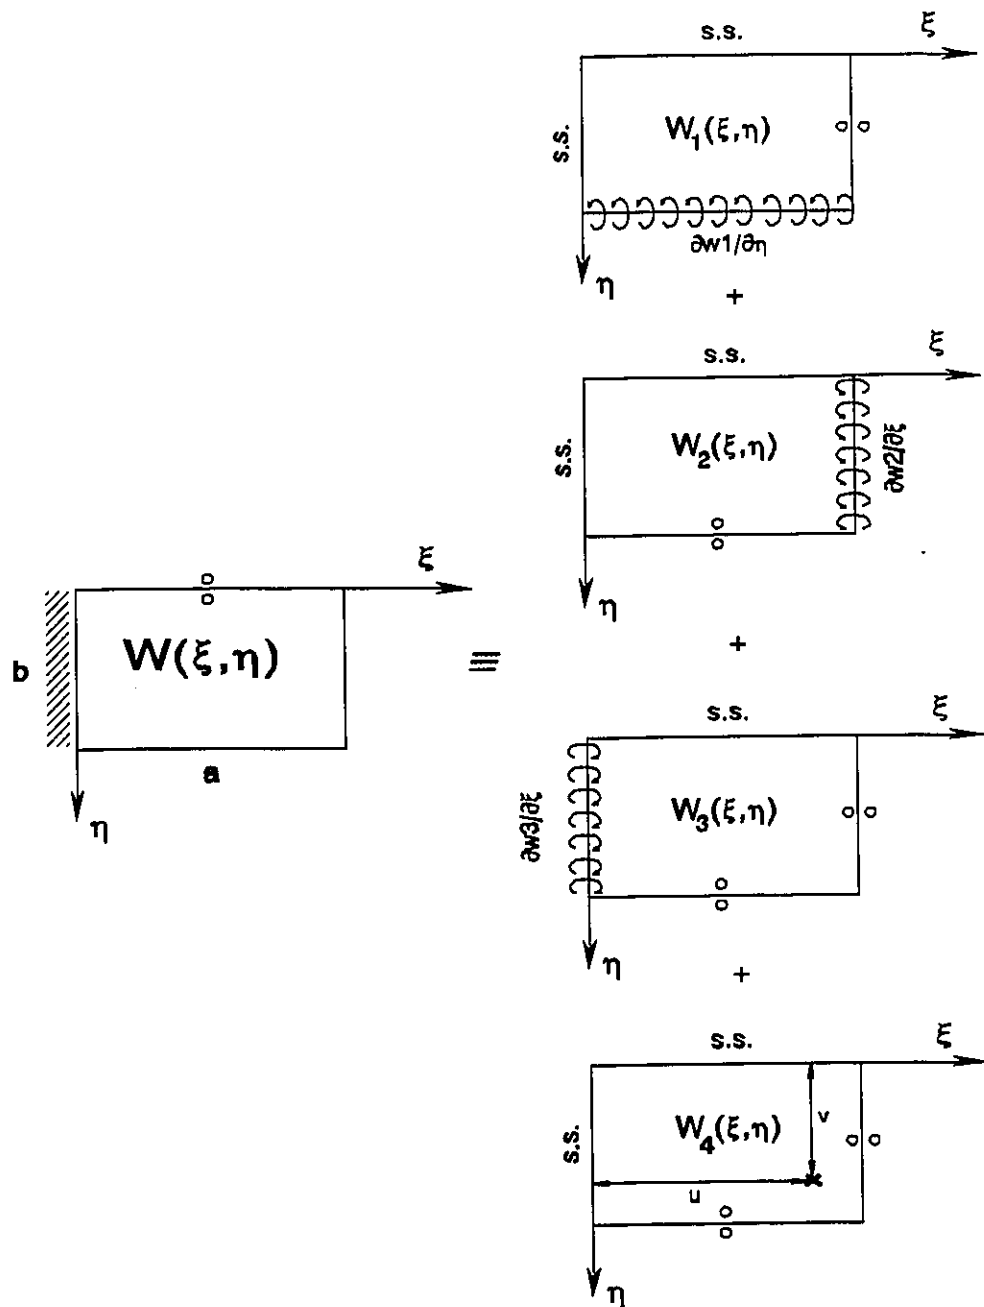 s.s.
ξ
s.s.
W₁(ξ,η)
∂w1/∂η
η
+
s.s.
ξ
s.s.
W₂(ξ,η)
∂w2/∂ξ
η
+
ξ
b
W(ξ,η)
≡
a
η
s.s.
ξ
∂w3/∂ξ
W₃(ξ,η)
η
+
s.s.
ξ
s.s.
W₄(ξ,η)
v
u
η